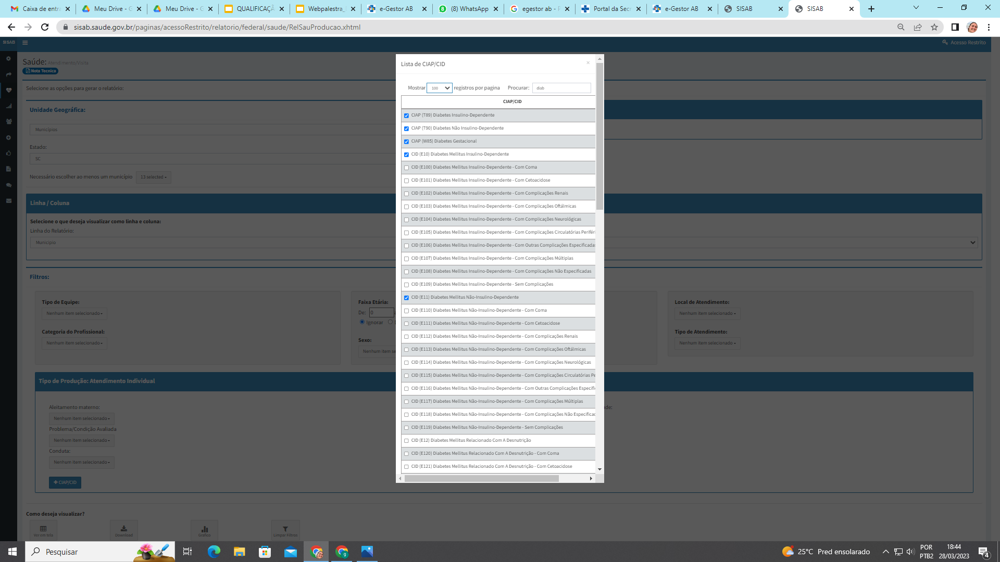 Caixa de entra
Meu Drive - G
Meu Drive - G
QUALIFICAÇÃ
Webpalestra_
e-Gestor AB
(8) WhatsApp
egestor ab - P
Portal da Secr
e-Gestor AB
SISAB
SISAB
sisab.saude.gov.br/paginas/acessoRestrito/relatorio/federal/saude/RelSauProducao.xhtml
SISAB
Acesso Restrito
Saúde: Atendimento/Visita
Nota Tecnica
Selecione as opções para gerar o relatório:
Unidade Geográfica:
Municípios
Estado:
SC
Necessário escolher ao menos um município 13 selected
Linha / Coluna
Selecione o que deseja visualizar como linha e coluna:
Linha do Relatório:
Municipio
Filtros:
Tipo de Equipe:
Nenhum item selecionado
Categoria do Profissional:
Nenhum item selecionado
Faixa Etária:
De: 0
Ignorar
Sexo:
Nenhum item se
Local de Atendimento:
Nenhum item selecionado
Tipo de Atendimento:
Nenhum item selecionado
Tipo de Produção: Atendimento Individual
Aleitamento materno:
Nenhum item selecionado
Problema/Condição Avaliada
Nenhum item selecionado
Conduta:
Nenhum item selecionado
CIAP/CID
de:
Como deseja visualizar?
Ver em tela
Download
Grafico
Limpar Filtros
Lista de CIAP/CID
×
Mostrar 100 registros por pagina Procurar: diab
CIAP/CID
CIAP (T89) Diabetes Insulino-Dependente
CIAP (T90) Diabetes Não Insulino-Dependente
CIAP (W85) Diabetes Gestacional
CID (E10) Diabetes Mellitus Insulino-Dependente
CID (E100) Diabetes Mellitus Insulino-Dependente - Com Coma
CID (E101) Diabetes Mellitus Insulino-Dependente - Com Cetoacidose
CID (E102) Diabetes Mellitus Insulino-Dependente - Com Complicações Renais
CID (E103) Diabetes Mellitus Insulino-Dependente - Com Complicações Oftálmicas
CID (E104) Diabetes Mellitus Insulino-Dependente - Com Complicações Neurológicas
CID (E105) Diabetes Mellitus Insulino-Dependente - Com Complicações Circulatórias Periféri
CID (E106) Diabetes Mellitus Insulino-Dependente - Com Outras Complicações Especificadas
CID (E107) Diabetes Mellitus Insulino-Dependente - Com Complicações Múltiplas
CID (E108) Diabetes Mellitus Insulino-Dependente - Com Complicações Não Especificadas
CID (E109) Diabetes Mellitus Insulino-Dependente - Sem Complicações
CID (E11) Diabetes Mellitus Não-Insulino-Dependente
CID (E110) Diabetes Mellitus Não-Insulino-Dependente - Com Coma
CID (E111) Diabetes Mellitus Não-Insulino-Dependente - Com Cetoacidose
CID (E112) Diabetes Mellitus Não-Insulino-Dependente - Com Complicações Renais
CID (E113) Diabetes Mellitus Não-Insulino-Dependente - Com Complicações Oftálmicas
CID (E114) Diabetes Mellitus Não-Insulino-Dependente - Com Complicações Neurológicas
CID (E115) Diabetes Mellitus Não-Insulino-Dependente - Com Complicações Circulatórias Pe
CID (E116) Diabetes Mellitus Não-Insulino-Dependente - Com Outras Complicações Especifi
CID (E117) Diabetes Mellitus Não-Insulino-Dependente - Com Complicações Múltiplas
CID (E118) Diabetes Mellitus Não-Insulino-Dependente - Com Complicações Não Especificad
CID (E119) Diabetes Mellitus Não-Insulino-Dependente - Sem Complicações
CID (E12) Diabetes Mellitus Relacionado Com A Desnutrição
CID (E120) Diabetes Mellitus Relacionado Com A Desnutrição - Com Coma
CID (E121) Diabetes Mellitus Relacionado Com A Desnutrição - Com Cetoacidose
Pesquisar
25°C Pred ensolarado
POR
PTB2
18:44
28/03/2023
4